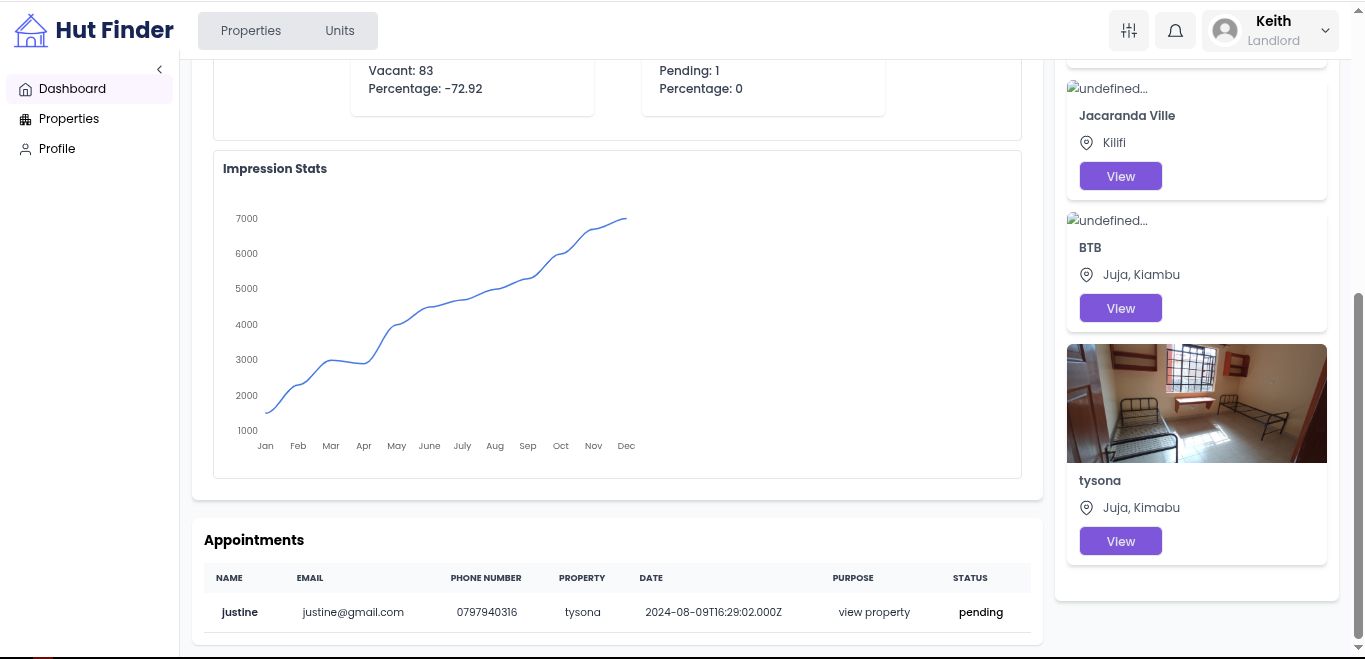 Hut Finder
Properties Units
Keith
Landlord
Dashboard
Properties
Profile
Vacant: 83
Percentage: -72.92
Pending: 1
Percentage: 0
Impression Stats
7000
6000
5000
4000
3000
2000
1000
Jan Feb Mar Apr May June July Aug Sep Oct Nov Dec
Appointments
NAME EMAIL PHONE NUMBER PROPERTY DATE PURPOSE STATUS
justine justine@gmail.com 0797940316 tysona 2024-08-09T16:29:02.000Z view property pending
undefined...
Jacaranda Ville
Kilifi
View
undefined...
BTB
Juja, Kiambu
View
tysona
Juja, Kimabu
View